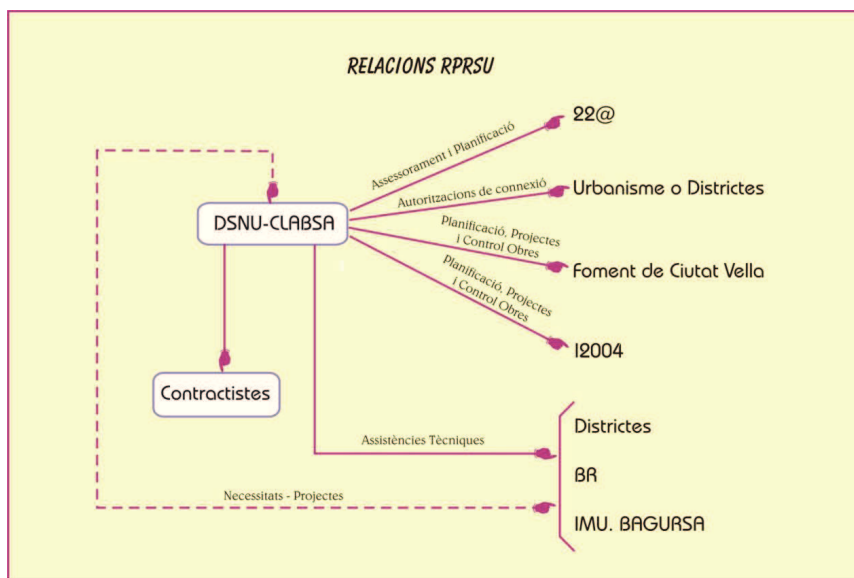 RELACIONS RPRSU
22@
Assessorament i Planificació
Autoritzacions de connexió
Urbanisme o Districtes
DSNU-CLABSA
Planificació, Projectes
i Control Obres
Foment de Ciutat Vella
Planificació, Projectes
i Control Obres
I2004
Contractistes
Districtes
Assistències Tècniques
BR
Necessitats - Projectes
IMU. BAGURSA